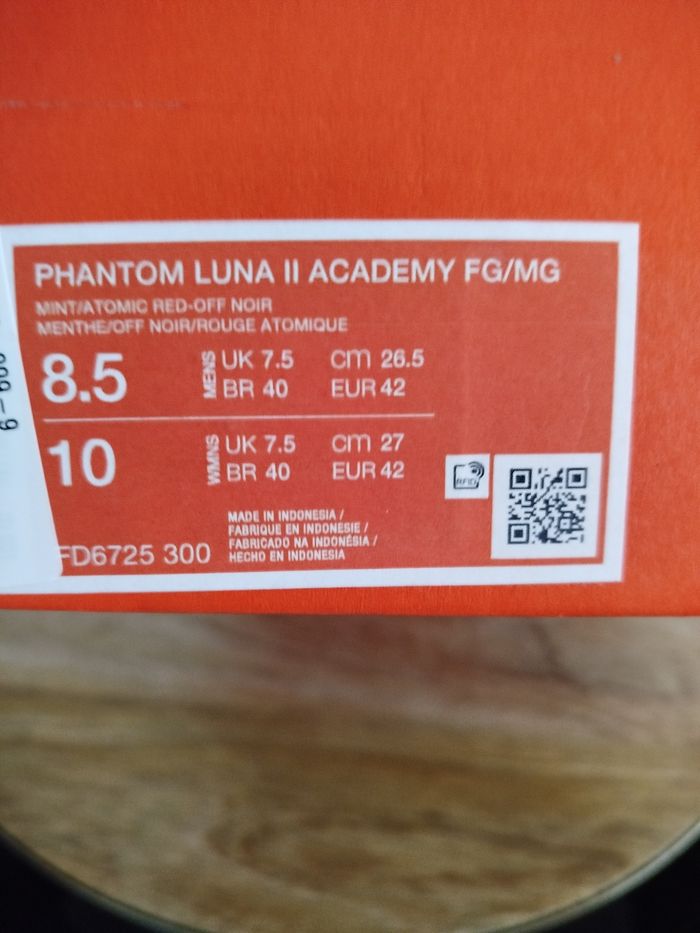 PHANTOM LUNA II ACADEMY FG/MG
MINT/ATOMIC RED-OFF NOIR
MENTHE/OFF NOIR/ROUGE ATOMIQUE
8.5 MENS UK 7.5 cm 26.5
BR 40 EUR 42
10 WMNS UK 7.5 cm 27
BR 40 EUR 42
RFID
MADE IN INDONESIA /
FABRIQUE EN INDONESIE /
FABRICADO NA INDONÉSIA /
HECHO EN INDONESIA
FD6725 300